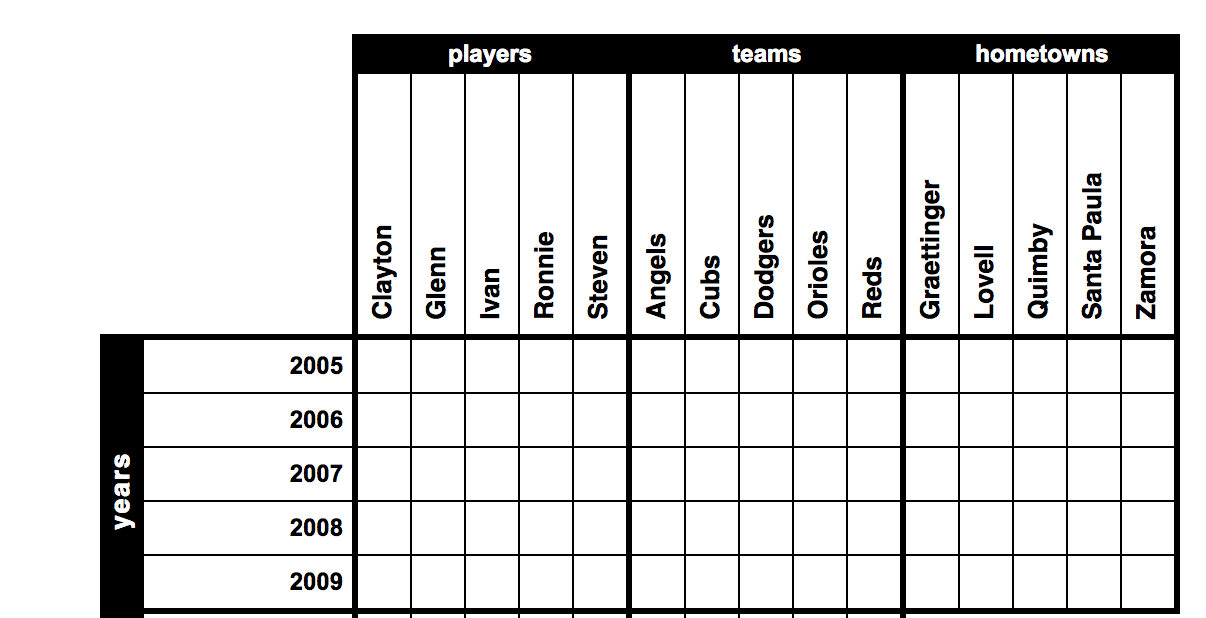 players teams hometowns
Clayton
Glenn
Ivan
Ronnie
Steven
Angels
Cubs
Dodgers
Orioles
Reds
Graettinger
Lovell
Quimby
Santa Paula
Zamora
years
2005
2006
2007
2008
2009